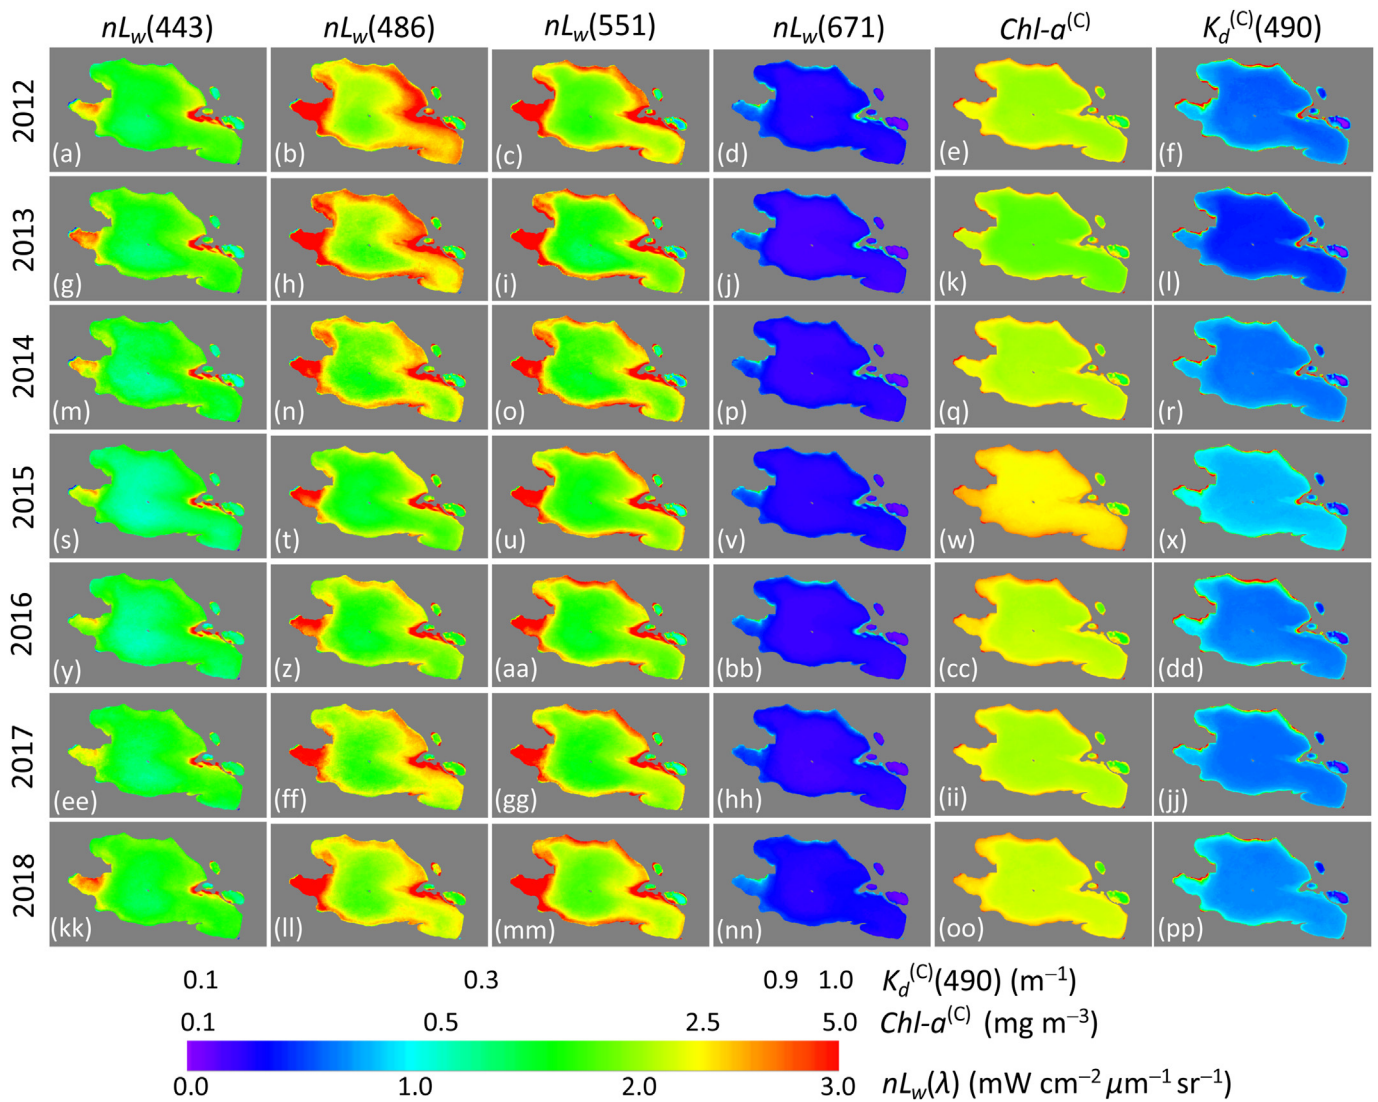 nLw(443) nLw(486) nLw(551) nLw(671) Chl-a(C) Kd(C)(490)
2012
(a) (b) (c) (d) (e) (f)
2013
(g) (h) (i) (j) (k) (l)
2014
(m) (n) (o) (p) (q) (r)
2015
(s) (t) (u) (v) (w) (x)
2016
(y) (z) (aa) (bb) (cc) (dd)
2017
(ee) (ff) (gg) (hh) (ii) (jj)
2018
(kk) (ll) (mm) (nn) (oo) (pp)
0.1 0.3 0.9 1.0 Kd(C)(490) (m−1)
0.1 0.5 2.5 5.0 Chl-a(C) (mg m−3)
0.0 1.0 2.0 3.0 nLw(λ) (mW cm−2 μm−1 sr−1)